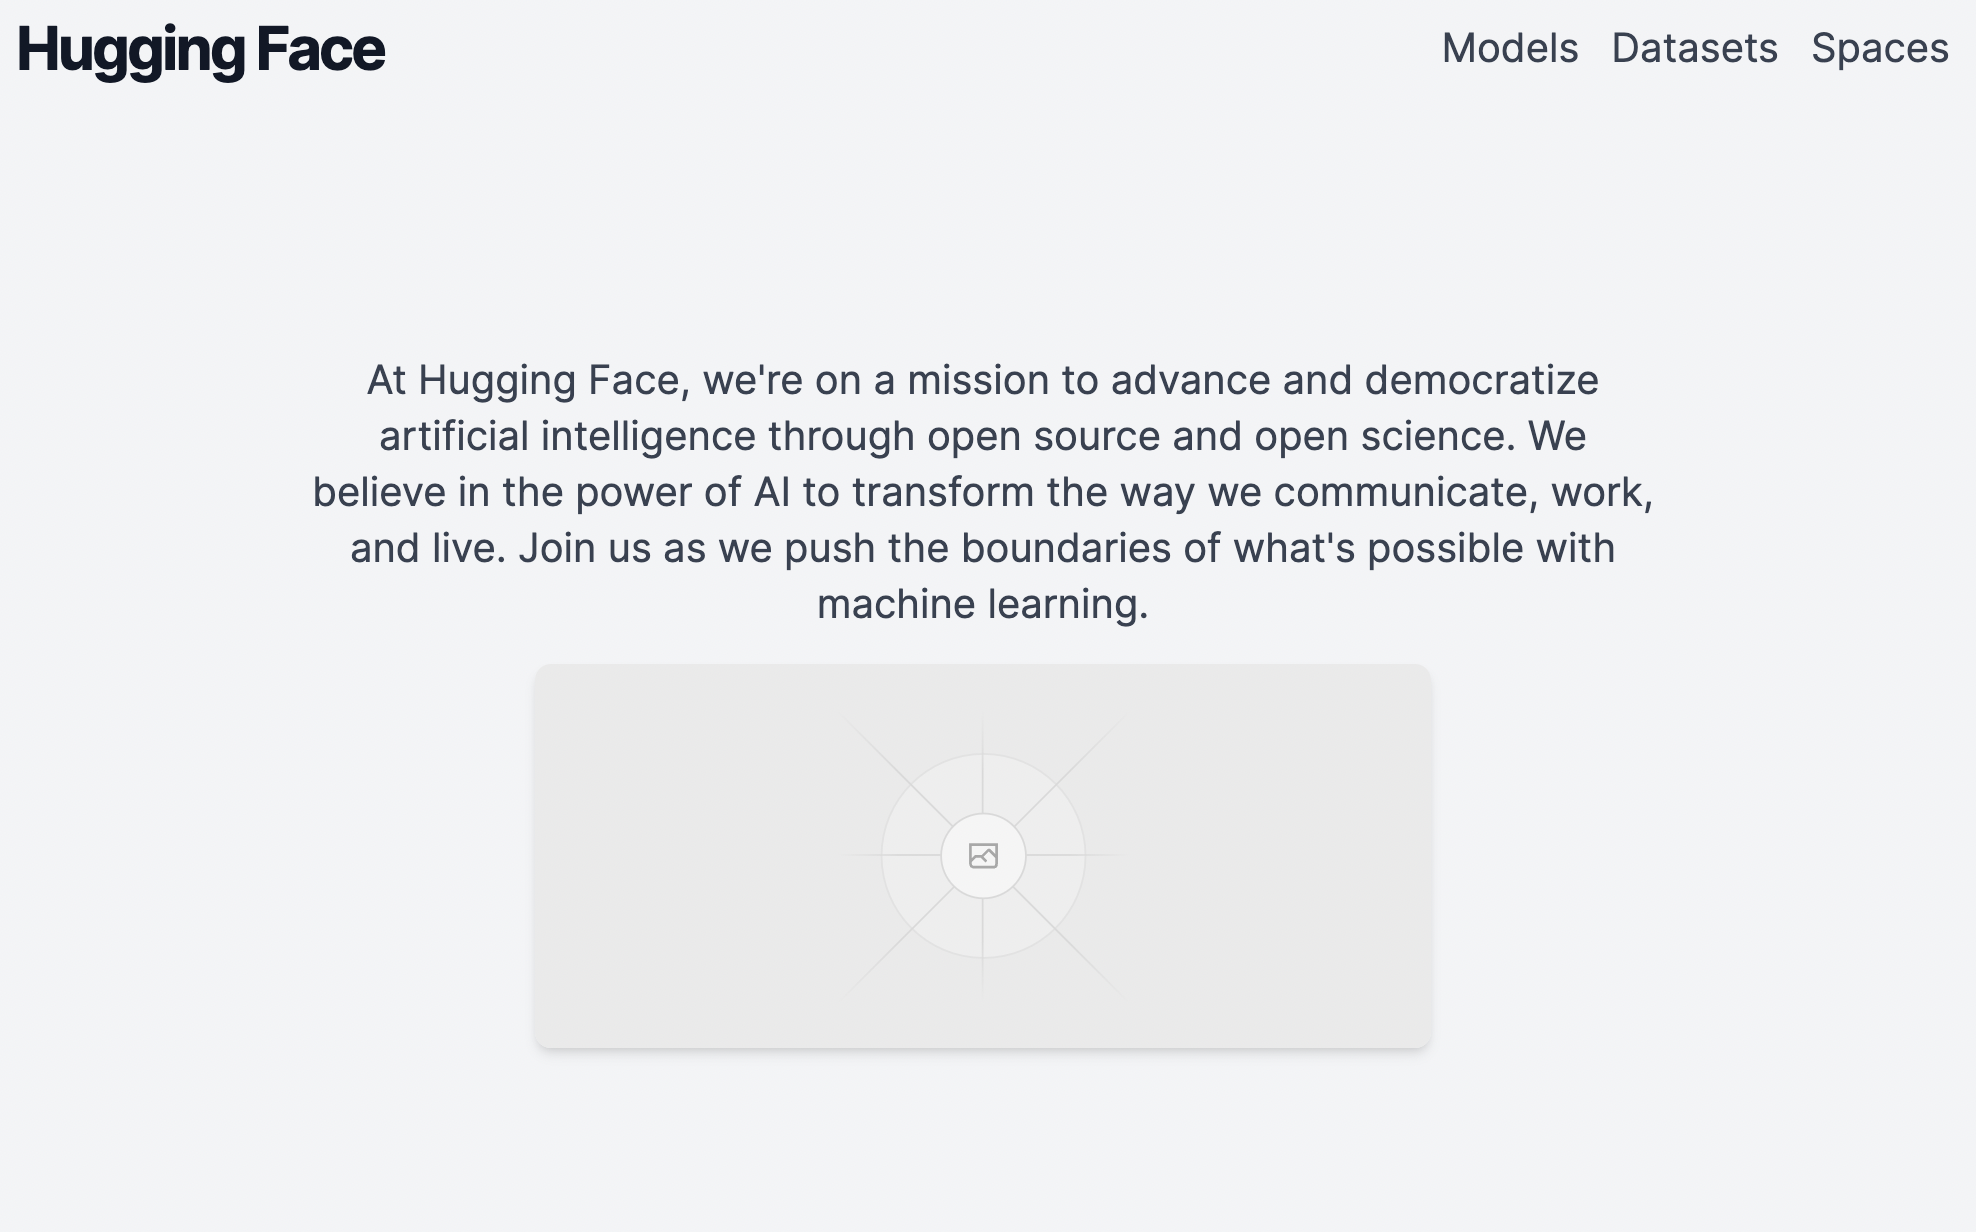 Hugging Face
Models Datasets Spaces
At Hugging Face, we're on a mission to advance and democratize
artificial intelligence through open source and open science. We
believe in the power of AI to transform the way we communicate, work,
and live. Join us as we push the boundaries of what's possible with
machine learning.